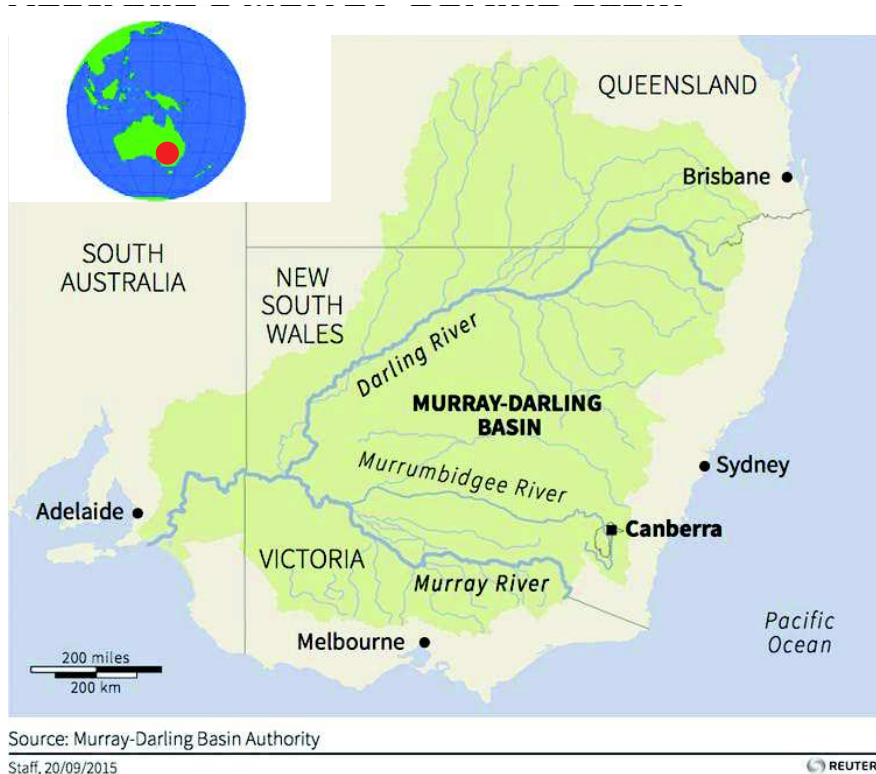 QUEENSLAND
Brisbane
SOUTH
AUSTRALIA
NEW
SOUTH
WALES
Darling River
MURRAY-DARLING
BASIN
Murrumbidgee River
Sydney
Adelaide
Canberra
VICTORIA
Murray River
Pacific
Ocean
Melbourne
200 miles
200 km
Source: Murray-Darling Basin Authority
Staff, 20/09/2015
REUTER